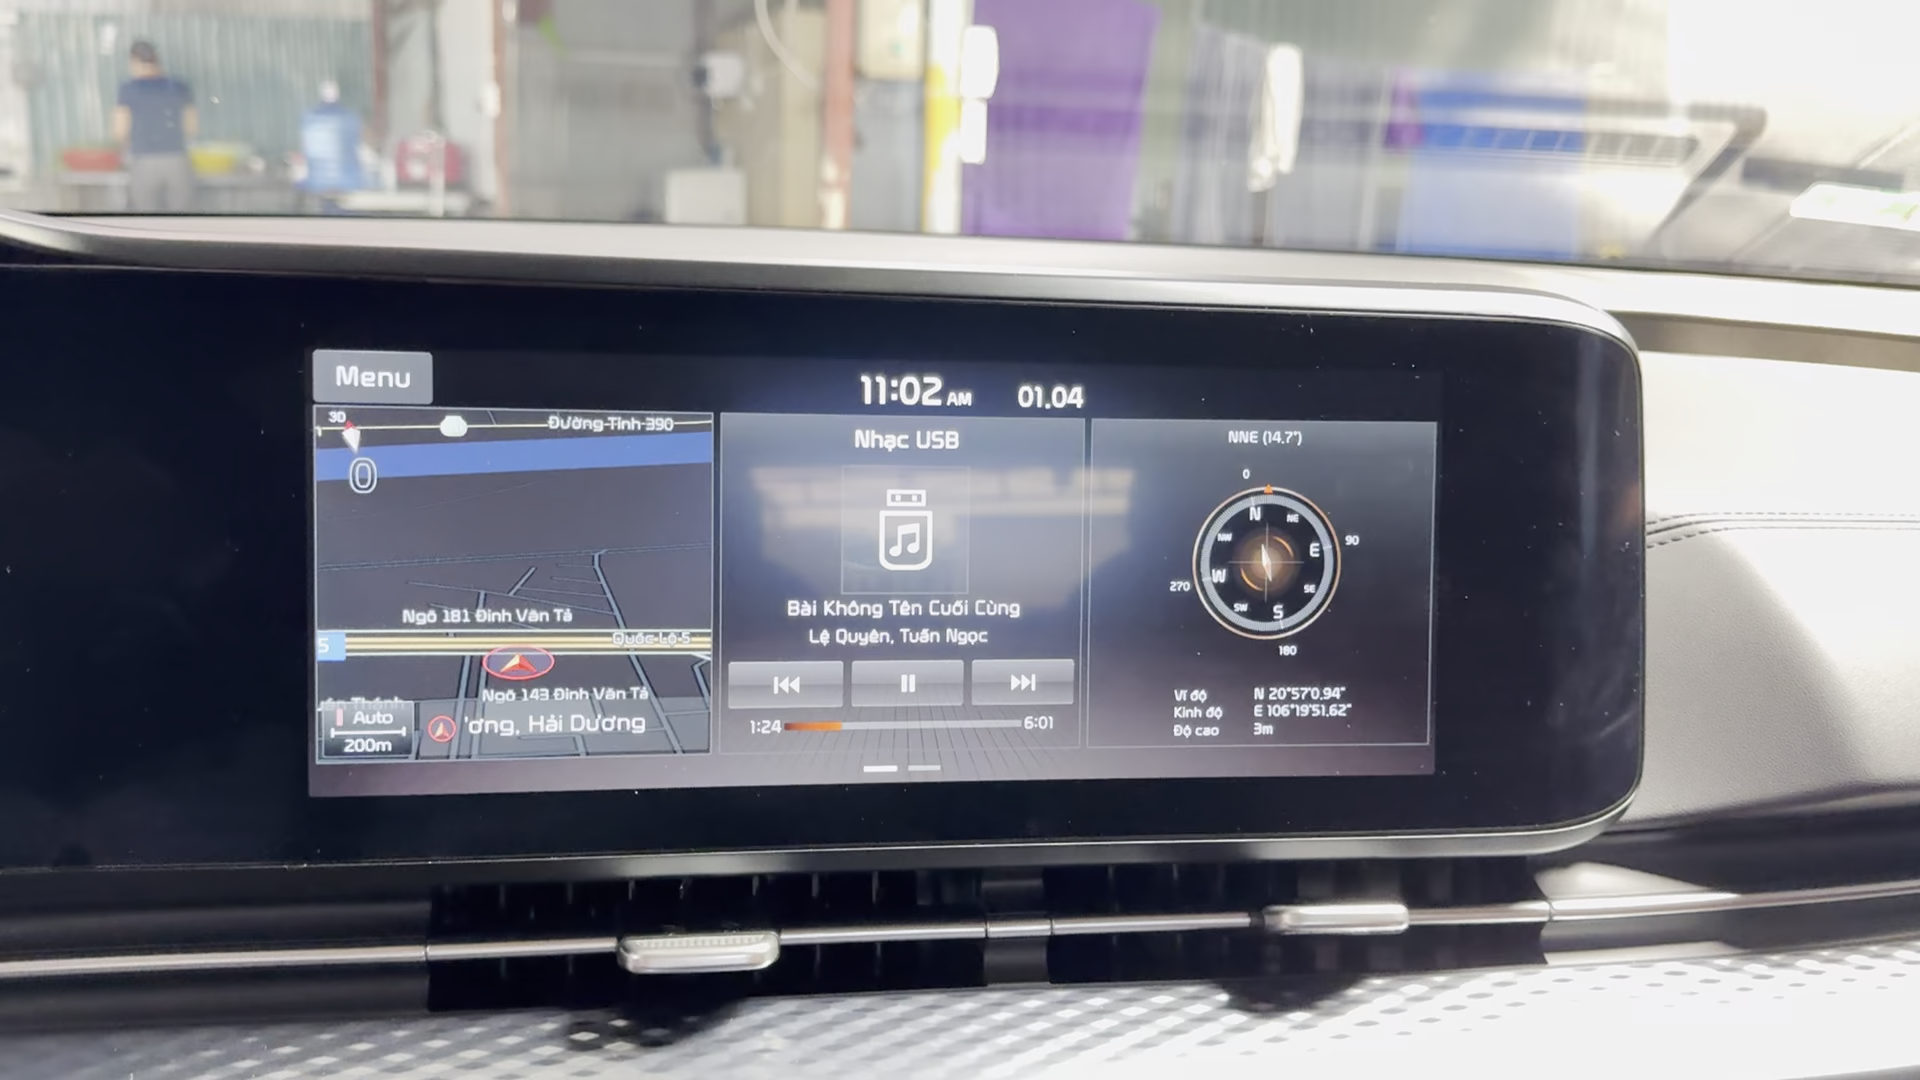 Menu
11:02 AM 01.04
30
Đường Tỉnh 390
0
Ngõ 181 Đinh Văn Tả
5
Quốc Lộ 5
Ngõ 143 Đinh Văn Tả
Auto
200m
ơng, Hải Dương
Nhạc USB
Bài Không Tên Cuối Cùng
Lệ Quyên, Tuấn Ngọc
1:24 6:01
NNE (14.7°)
0
N NE
NW E 90
270 W SE
SW S
180
Vĩ độ N 20°57'0.94"
Kinh độ E 106°19'51.62"
Độ cao 3m